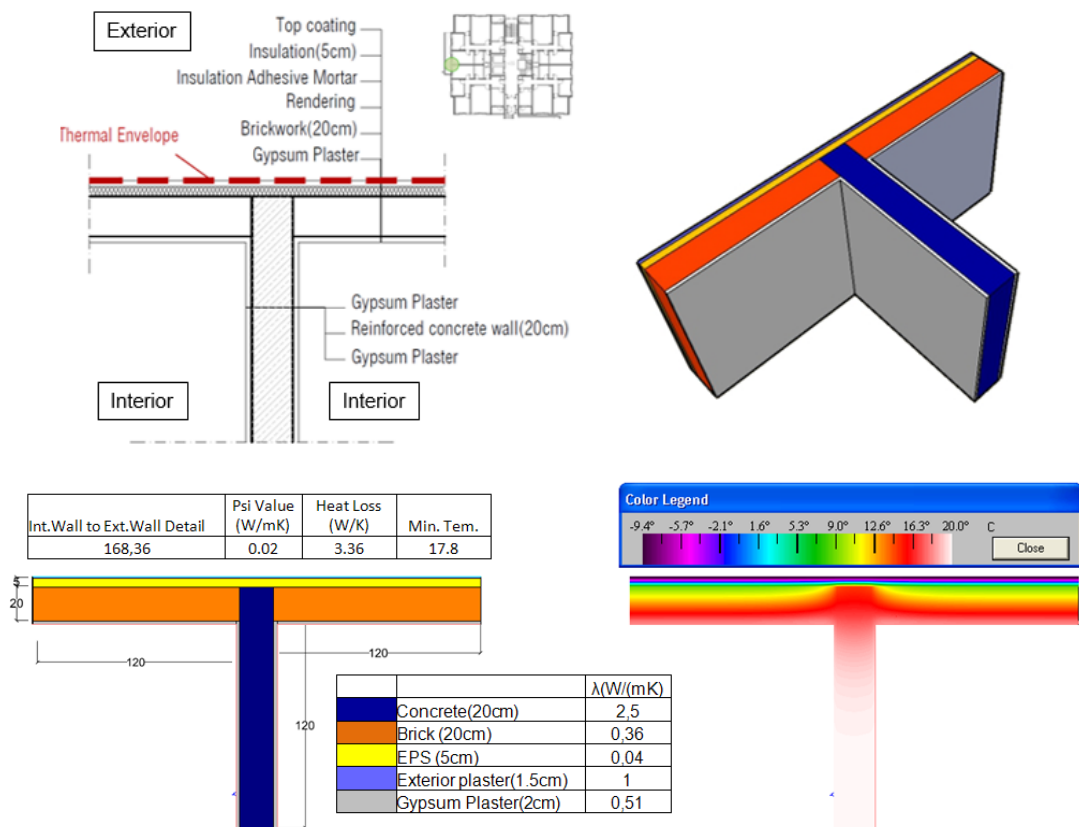 Exterior
Top coating
Insulation(5cm)
Insulation Adhesive Mortar
Rendering
Brickwork(20cm)
Gypsum Plaster
Thermal Envelope
Gypsum Plaster
Reinforced concrete wall(20cm)
Gypsum Plaster
Interior
Interior
Int.Wall to Ext.Wall Detail Psi Value (W/mK) Heat Loss (W/K) Min. Tem.
168,36 0.02 3.36 17.8
Color Legend
-9.4° -5.7° -2.1° 1.6° 5.3° 9.0° 12.6° 16.3° 20.0° C
Close
5
20
120
120
120
λ(W/(mK)
Concrete(20cm) 2,5
Brick (20cm) 0,36
EPS (5cm) 0,04
Exterior plaster(1.5cm) 1
Gypsum Plaster(2cm) 0,51